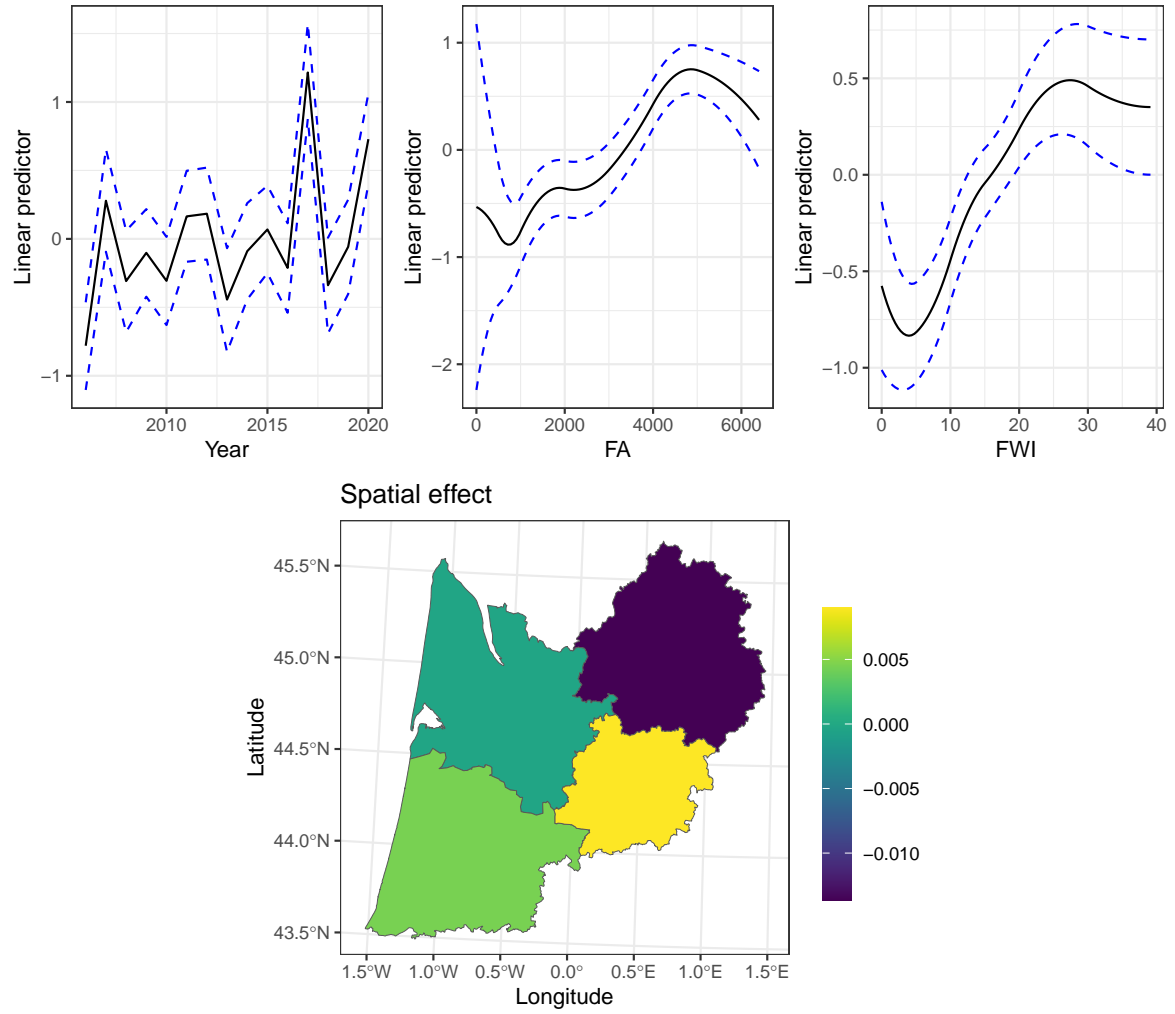 Linear predictor
1
0
−1
2010
2015
2020
Year
Linear predictor
1
0
−1
−2
0
2000
4000
6000
FA
Linear predictor
0.5
0.0
−0.5
−1.0
0
10
20
30
40
FWI
Spatial effect
Latitude
45.5°N
45.0°N
44.5°N
44.0°N
43.5°N
1.5°W
1.0°W
0.5°W
0.0°
0.5°E
1.0°E
1.5°E
Longitude
0.005
0.000
−0.005
−0.010